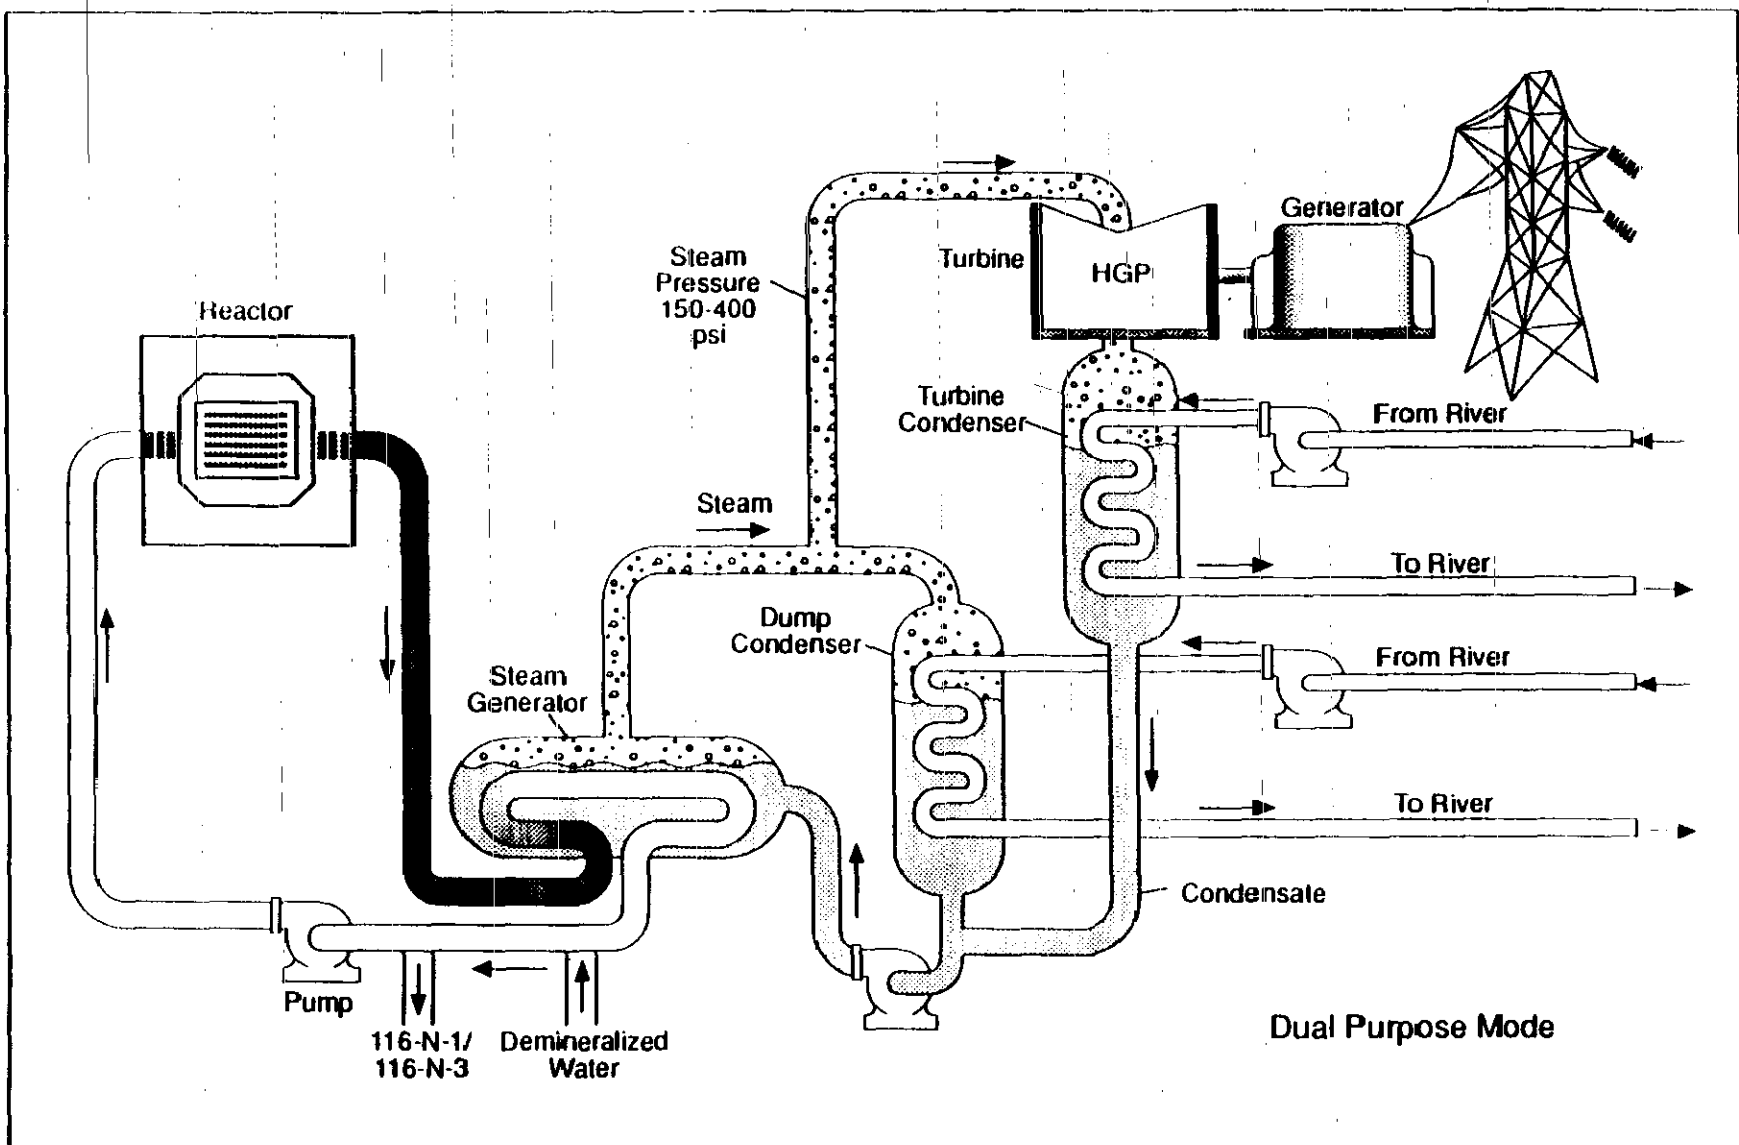 Generator
Steam
Pressure
150-400
psi
Turbine
HGP
Reactor
Turbine
Condenser
From River
Steam
To River
Dump
Condenser
From River
Steam
Generator
To River
Condensate
Pump
116-N-1/
116-N-3
Demineralized
Water
Dual Purpose Mode